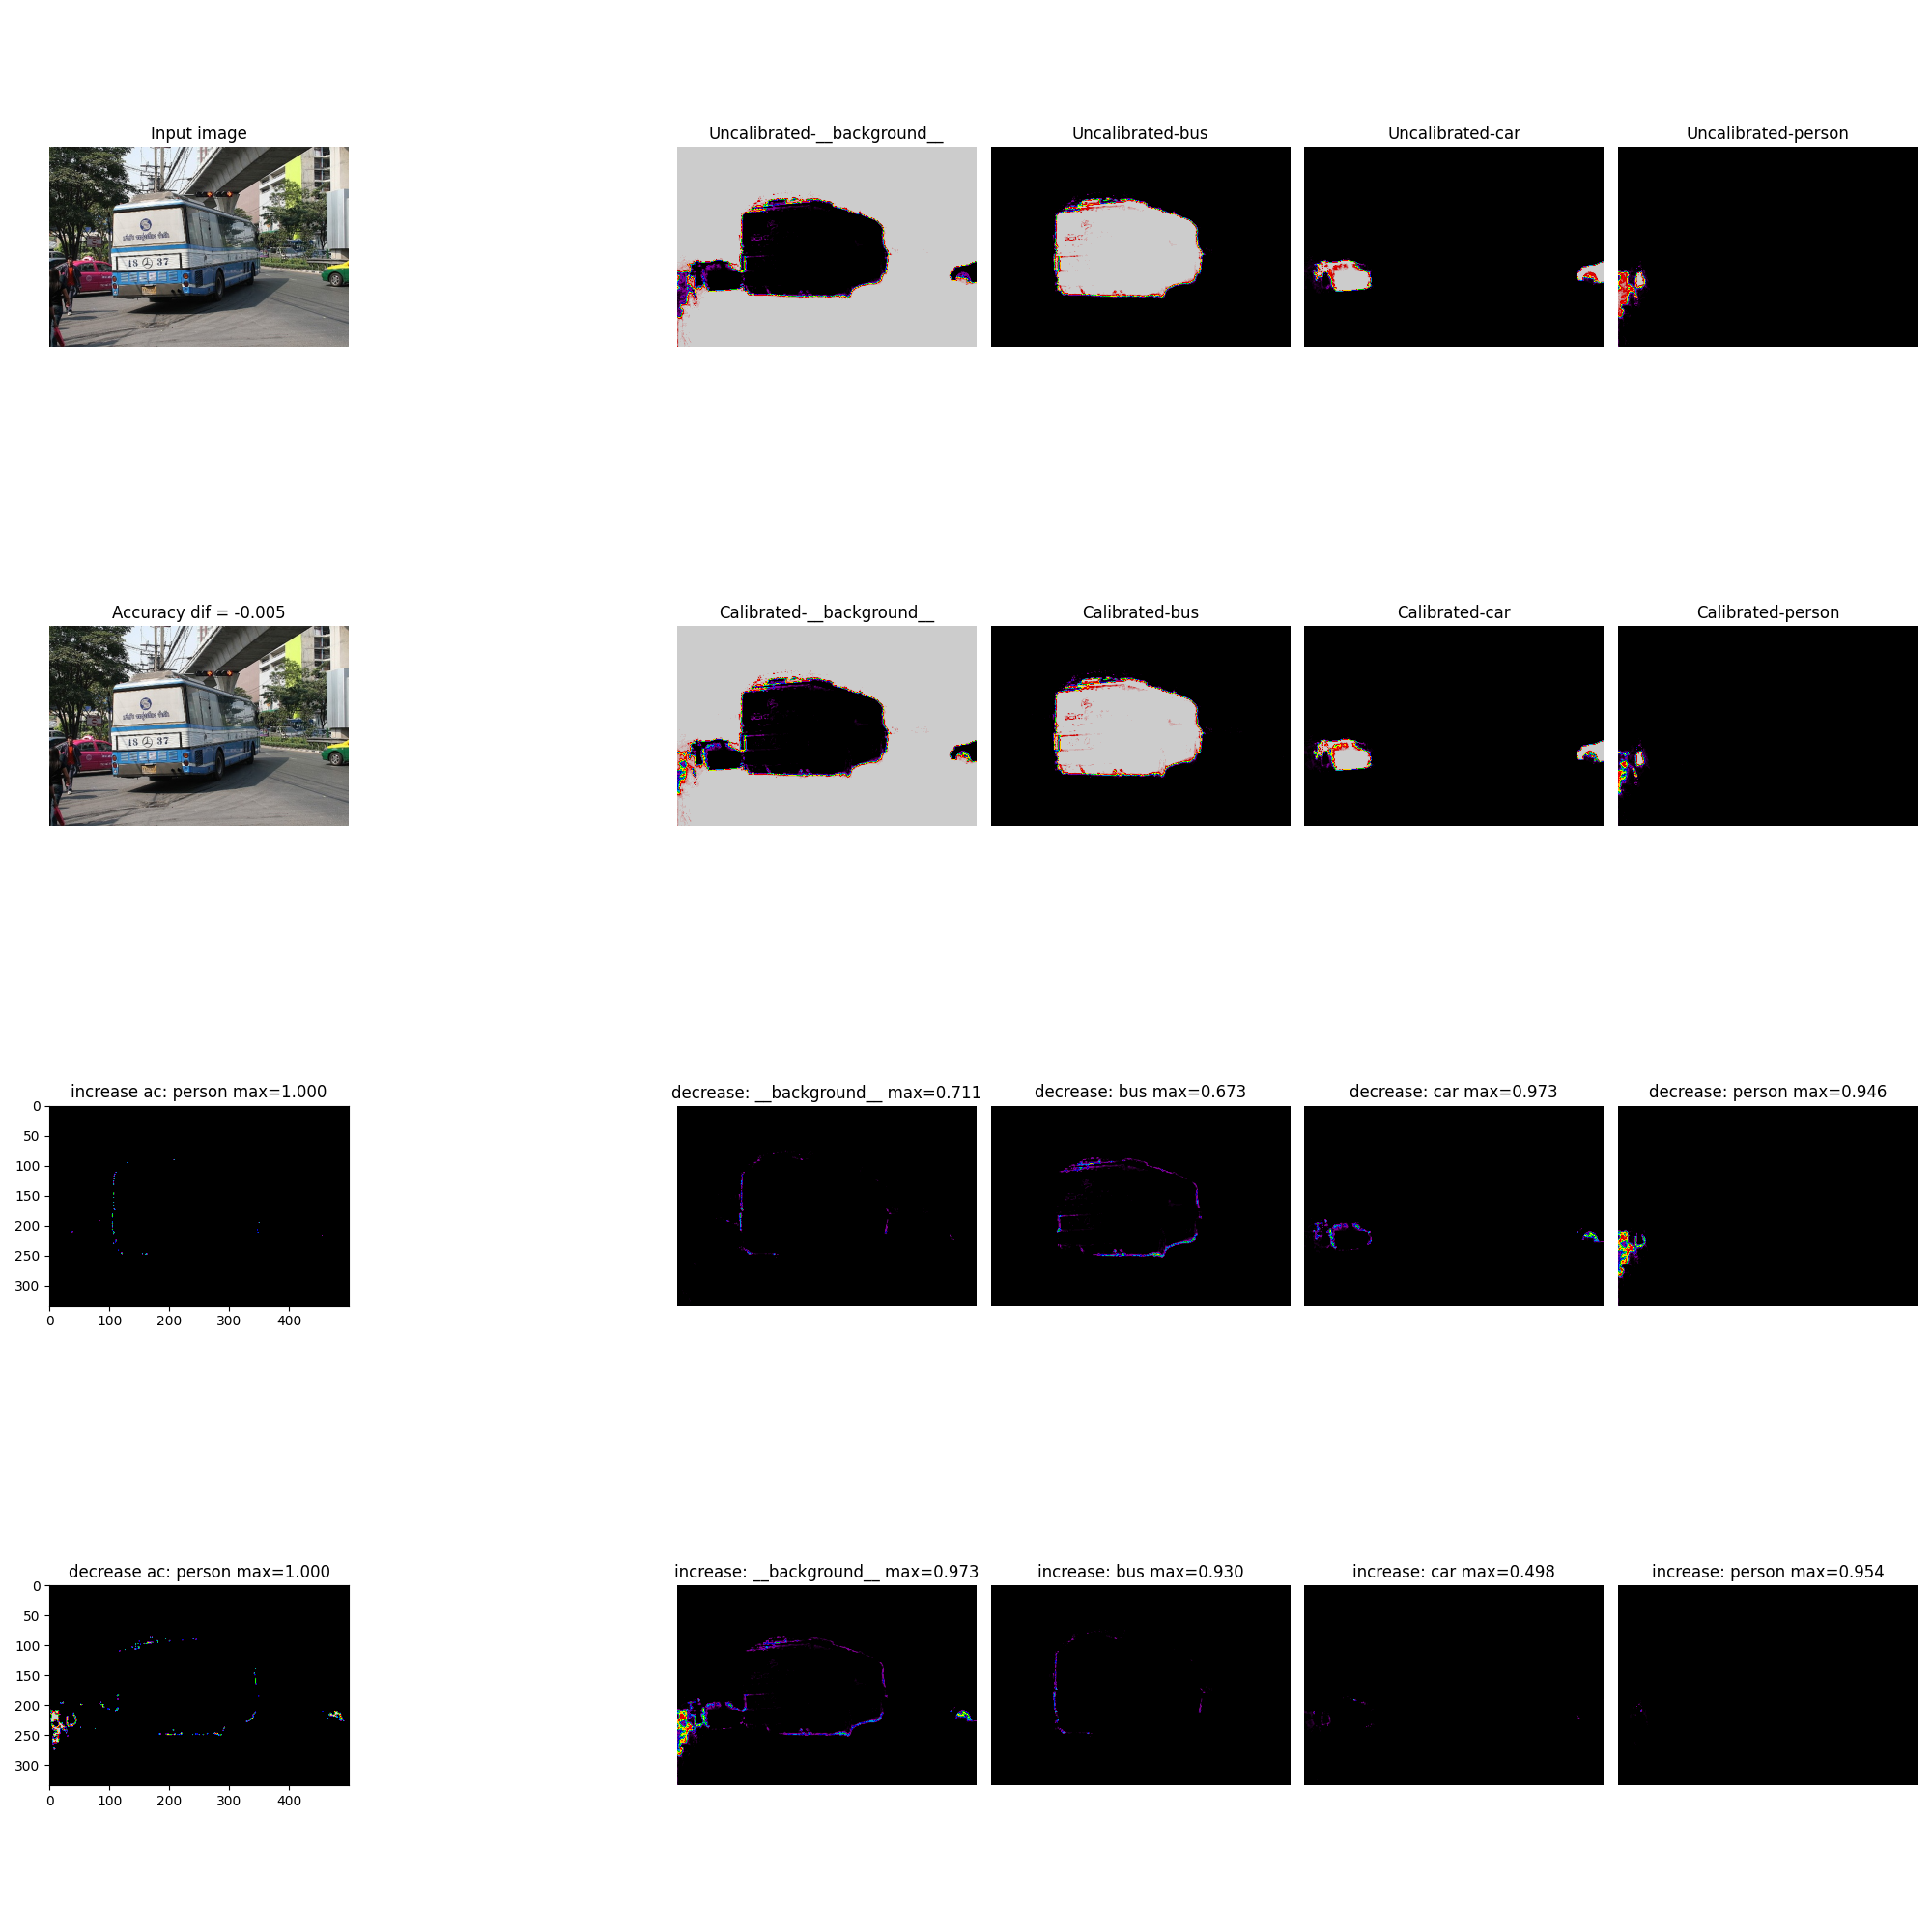 Input image
Uncalibrated-__background__
Uncalibrated-bus
Uncalibrated-car
Uncalibrated-person
48 37
Accuracy dif = -0.005
Calibrated-__background__
Calibrated-bus
Calibrated-car
Calibrated-person
48 37
increase ac: person max=1.000
decrease: __background__ max=0.711
decrease: bus max=0.673
decrease: car max=0.973
decrease: person max=0.946
0
50
100
150
200
250
300
0 100 200 300 400
decrease ac: person max=1.000
increase: __background__ max=0.973
increase: bus max=0.930
increase: car max=0.498
increase: person max=0.954
0
50
100
150
200
250
300
0 100 200 300 400